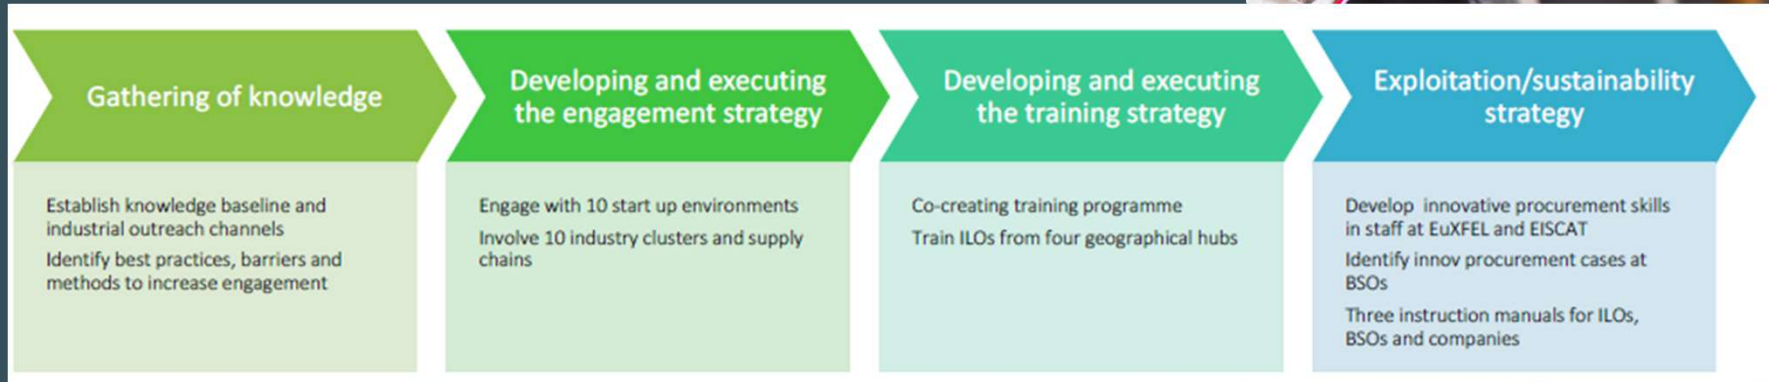 Gathering of knowledge
Establish knowledge baseline and
industrial outreach channels
Identify best practices, barriers and
methods to increase engagement
Developing and executing
the engagement strategy
Engage with 10 start up environments
Involve 10 industry clusters and supply
chains
Developing and executing
the training strategy
Co-creating training programme
Train ILOs from four geographical hubs
Exploitation/sustainability
strategy
Develop innovative procurement skills
in staff at EuXFEL and EISCAT
Identify innov procurement cases at
BSOs
Three instruction manuals for ILOs,
BSOs and companies